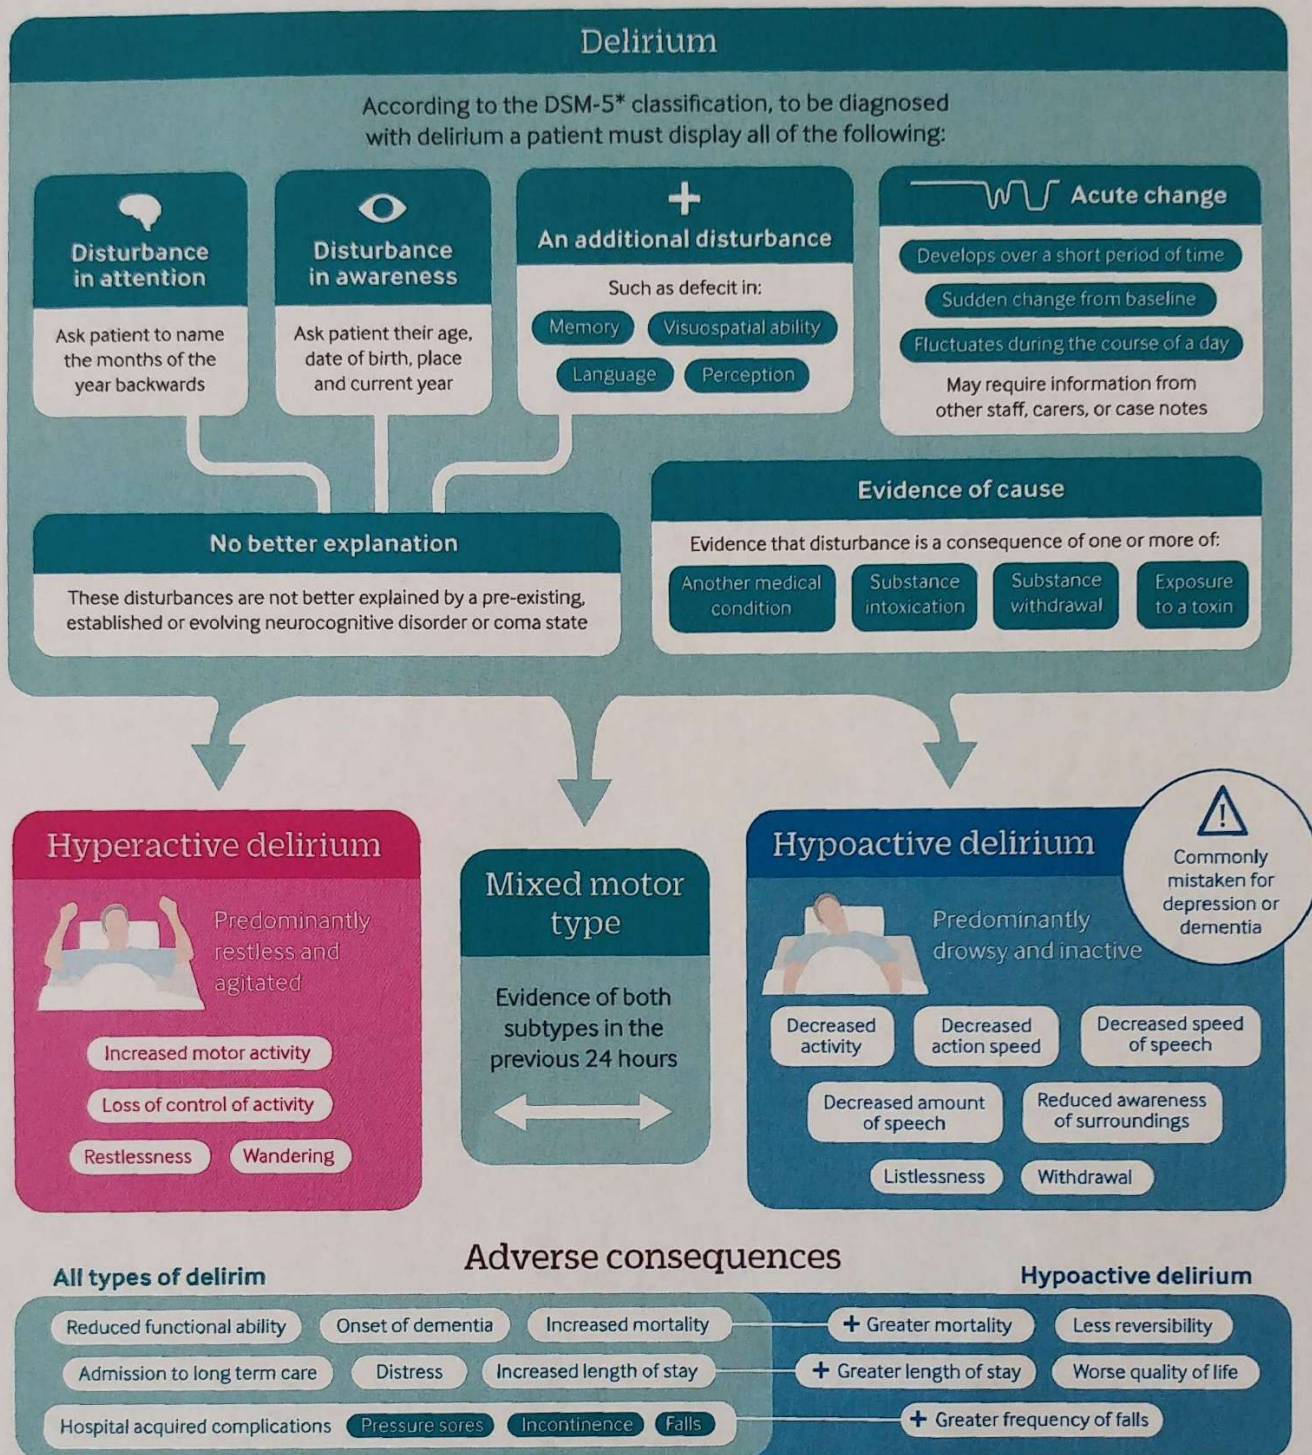 Delirium
According to the DSM-5* classification, to be diagnosed
with delirium a patient must display all of the following:
Disturbance
in attention
Ask patient to name
the months of the
year backwards
Disturbance
in awareness
Ask patient their age,
date of birth, place
and current year
An additional disturbance
Such as defecit in:
Memory
Visuospatial ability
Language
Perception
Acute change
Develops over a short period of time
Sudden change from baseline
Fluctuates during the course of a day
May require information from
other staff, carers, or case notes
No better explanation
These disturbances are not better explained by a pre-existing,
established or evolving neurocognitive disorder or coma state
Evidence of cause
Evidence that disturbance is a consequence of one or more of:
Another medical
condition
Substance
intoxication
Substance
withdrawal
Exposure
to a toxin
Hyperactive delirium
Predominantly
restless and
agitated
Increased motor activity
Loss of control of activity
Restlessness
Wandering
Mixed motor
type
Evidence of both
subtypes in the
previous 24 hours
Hypoactive delirium
!
Commonly
mistaken for
depression or
dementia
Predominantly
drowsy and inactive
Decreased
activity
Decreased
action speed
Decreased speed
of speech
Decreased amount
of speech
Reduced awareness
of surroundings
Listlessness
Withdrawal
Adverse consequences
All types of delirim
Reduced functional ability
Onset of dementia
Increased mortality
Admission to long term care
Distress
Increased length of stay
Hospital acquired complications
Pressure sores
Incontinence
Falls
Hypoactive delirium
+ Greater mortality
Less reversibility
+ Greater length of stay
Worse quality of life
+ Greater frequency of falls